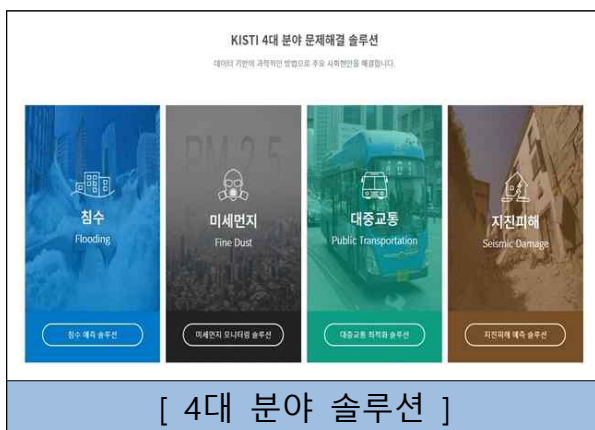 KISTI 4대 분야 문제해결 솔루션
데이터 기반의 과학적인 방법으로 주요 사회현안을 해결합니다.
PM 2.5
침수
Flooding
침수 예측 솔루션
미세먼지
Fine Dust
미세먼지 모니터링 솔루션
대중교통
Public Transportation
대중교통 최적화 솔루션
지진피해
Seismic Damage
지진피해 예측 솔루션
[ 4대 분야 솔루션 ]